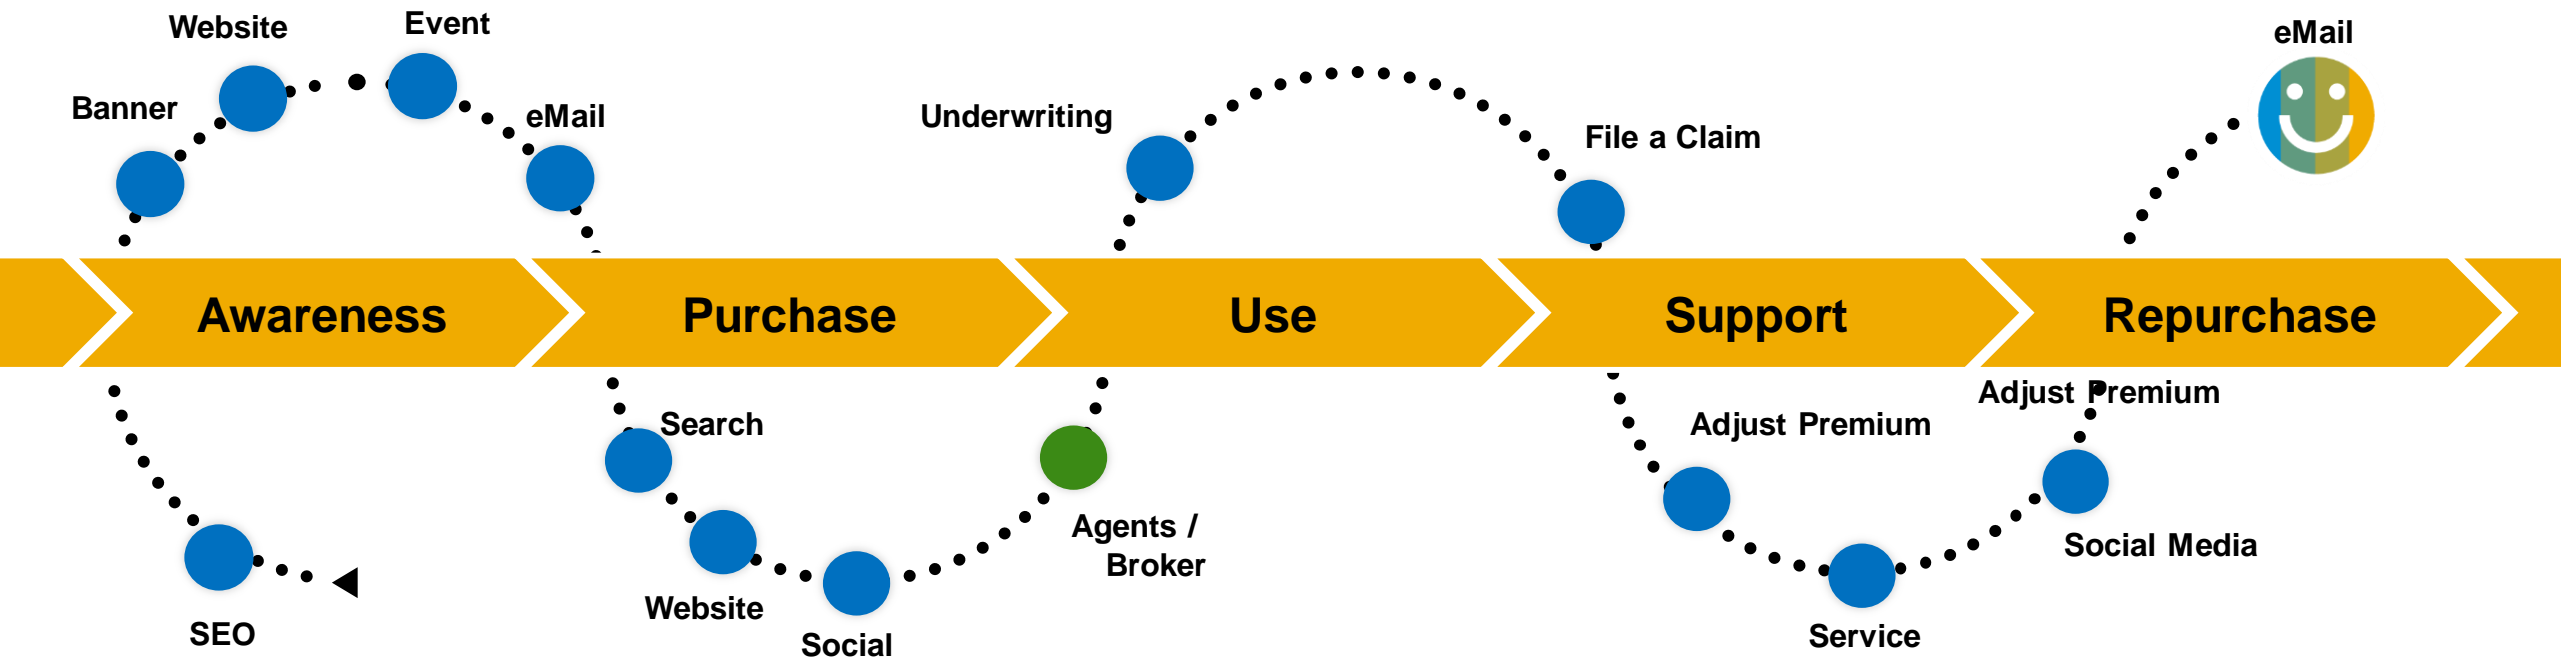 Website
Event
eMail
Banner
eMail
Underwriting
File a Claim
Awareness
Purchase
Use
Support
Repurchase
Adjust Premium
Search
Adjust Premium
Agents /
Broker
Social Media
Website
SEO
Social
Service